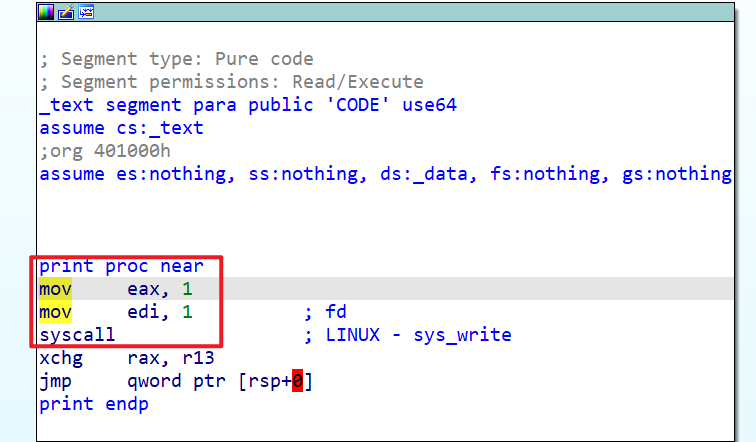 ; Segment type: Pure code
; Segment permissions: Read/Execute
_text segment para public 'CODE' use64
assume cs:_text
;org 401000h
assume es:nothing, ss:nothing, ds:_data, fs:nothing, gs:nothing
print proc near
mov     eax, 1
mov     edi, 1          ; fd
syscall                 ; LINUX - sys_write
xchg    rax, r13
jmp     qword ptr [rsp+0]
print endp